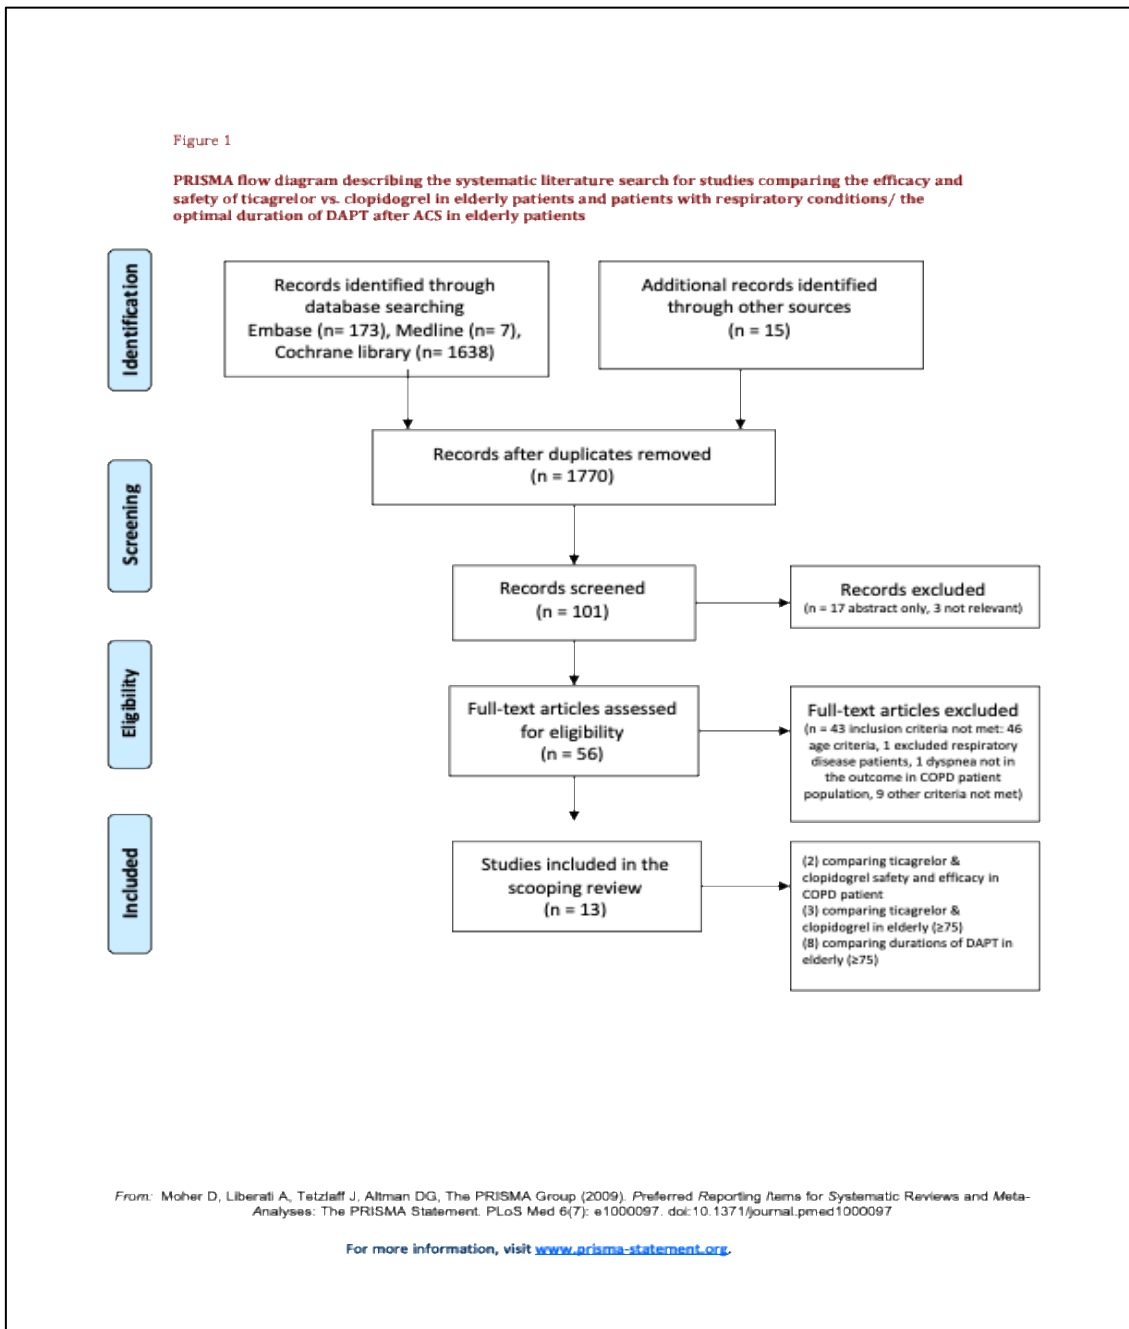 Figure 1
PRISMA flow diagram describing the systematic literature search for studies comparing the efficacy and
safety of ticagrelor vs. clopidogrel in elderly patients and patients with respiratory conditions/ the
optimal duration of DAPT after ACS in elderly patients
Identification
Records identified through
database searching
Embase (n= 173), Medline (n= 7),
Cochrane library (n= 1638)
Additional records identified
through other sources
(n = 15)
Records after duplicates removed
(n = 1770)
Screening
Records screened
(n = 101)
Records excluded
(n = 17 abstract only, 3 not relevant)
Eligibility
Full-text articles assessed
for eligibility
(n = 56)
Full-text articles excluded
(n = 43 inclusion criteria not met: 46
age criteria, 1 excluded respiratory
disease patients, 1 dyspnea not in
the outcome in COPD patient
population, 9 other criteria not met)
Included
Studies included in the
scooping review
(n = 13)
(2) comparing ticagrelor &
clopidogrel safety and efficacy in
COPD patient
(3) comparing ticagrelor &
clopidogrel in elderly (≥75)
(8) comparing durations of DAPT in
elderly (≥75)
From: Moher D, Liberati A, Tetzlaff J, Altman DG, The PRISMA Group (2009). Preferred Reporting Items for Systematic Reviews and Meta-
Analyses: The PRISMA Statement. PLoS Med 6(7): e1000097. doi:10.1371/journal.pmed1000097
For more information, visit www.prisma-statement.org.